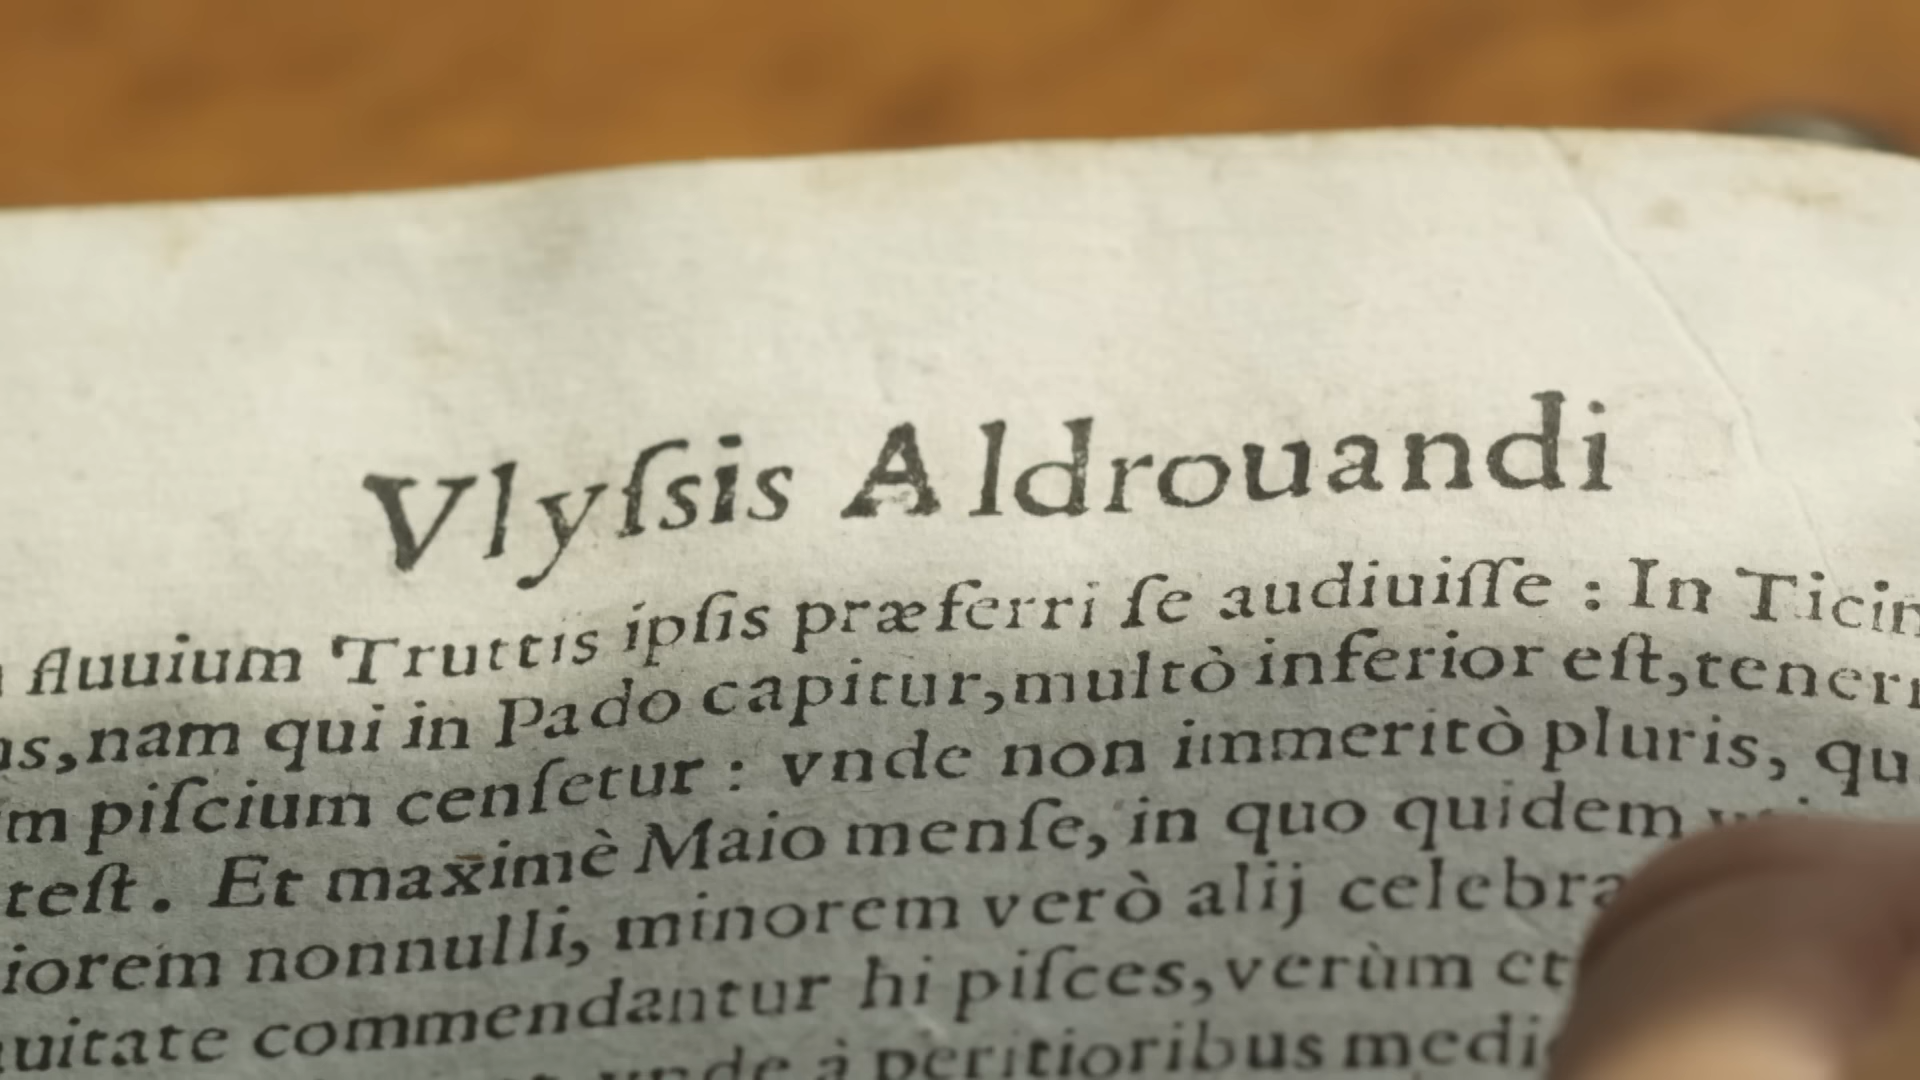 Vlyſsis Aldrouandi
fluuium Truttis ipſis præferri ſe audiuiſſe : In Ticin
us, nam qui in Pado capitur, multò inferior eſt, teneri
m piſcium cenſetur : vnde non immeritò pluris, qu
teſt. Et maximè Maio menſe, in quo quidem
iorem nonnulli, minorem verò alij celebra
uitate commendantur hi piſces, verùm et
vnde à peritioribus medi